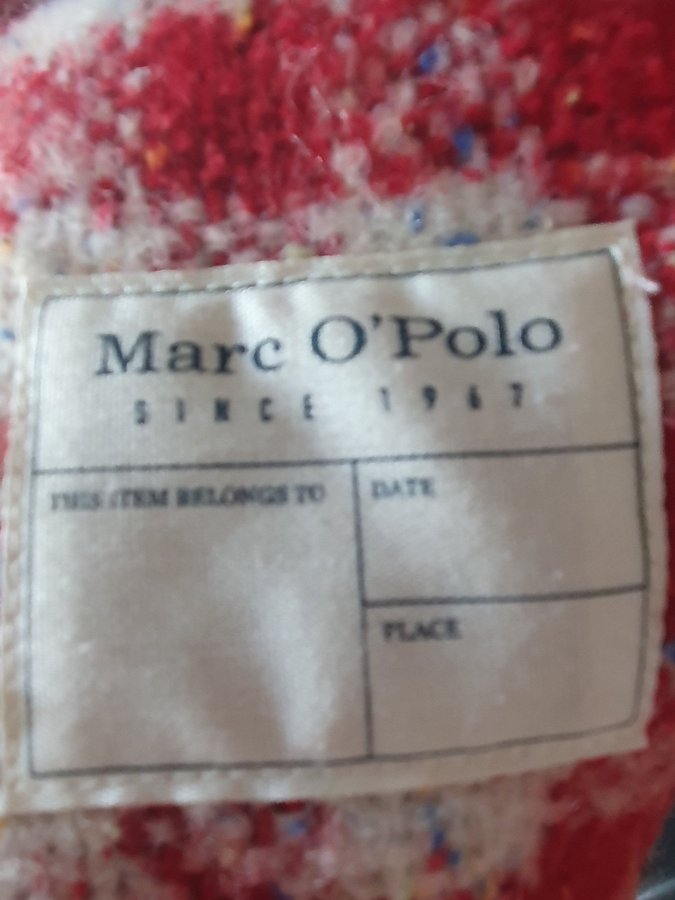 Marc O'Polo
SINCE 1967
THIS ITEM BELONGS TO
DATE
PLACE